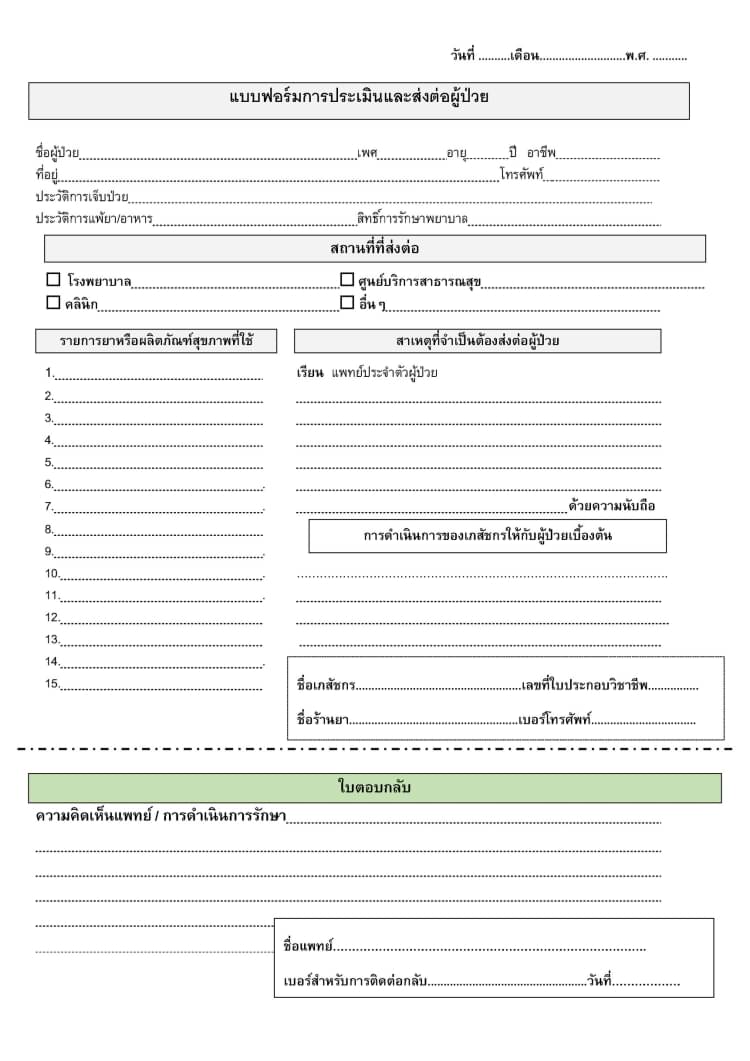 วันที่ ..........เดือน...........................พ.ศ. ...........
แบบฟอร์มการประเมินและส่งต่อผู้ป่วย
ชื่อผู้ป่วย เพศ อายุ ปี อาชีพ
ที่อยู่ โทรศัพท์
ประวัติการเจ็บป่วย
ประวัติการแพ้ยา/อาหาร สิทธิ์การรักษาพยาบาล
สถานที่ที่ส่งต่อ
☐ โรงพยาบาล ☐ ศูนย์บริการสาธารณสุข
☐ คลินิก ☐ อื่น ๆ
รายการยาหรือผลิตภัณฑ์สุขภาพที่ใช้
1.
2.
3.
4.
5.
6.
7.
8.
9.
10.
11.
12.
13.
14.
15.
สาเหตุที่จำเป็นต้องส่งต่อผู้ป่วย
เรียน แพทย์ประจำตัวผู้ป่วย
ด้วยความนับถือ
การดำเนินการของเภสัชกรให้กับผู้ป่วยเบื้องต้น
ชื่อเภสัชกร....................................................เลขที่ใบประกอบวิชาชีพ................
ชื่อร้านยา.....................................................เบอร์โทรศัพท์.................................
ใบตอบกลับ
ความคิดเห็นแพทย์ / การดำเนินการรักษา
ชื่อแพทย์.........................................................................
เบอร์สำหรับการติดต่อกลับ..................................................วันที่...................